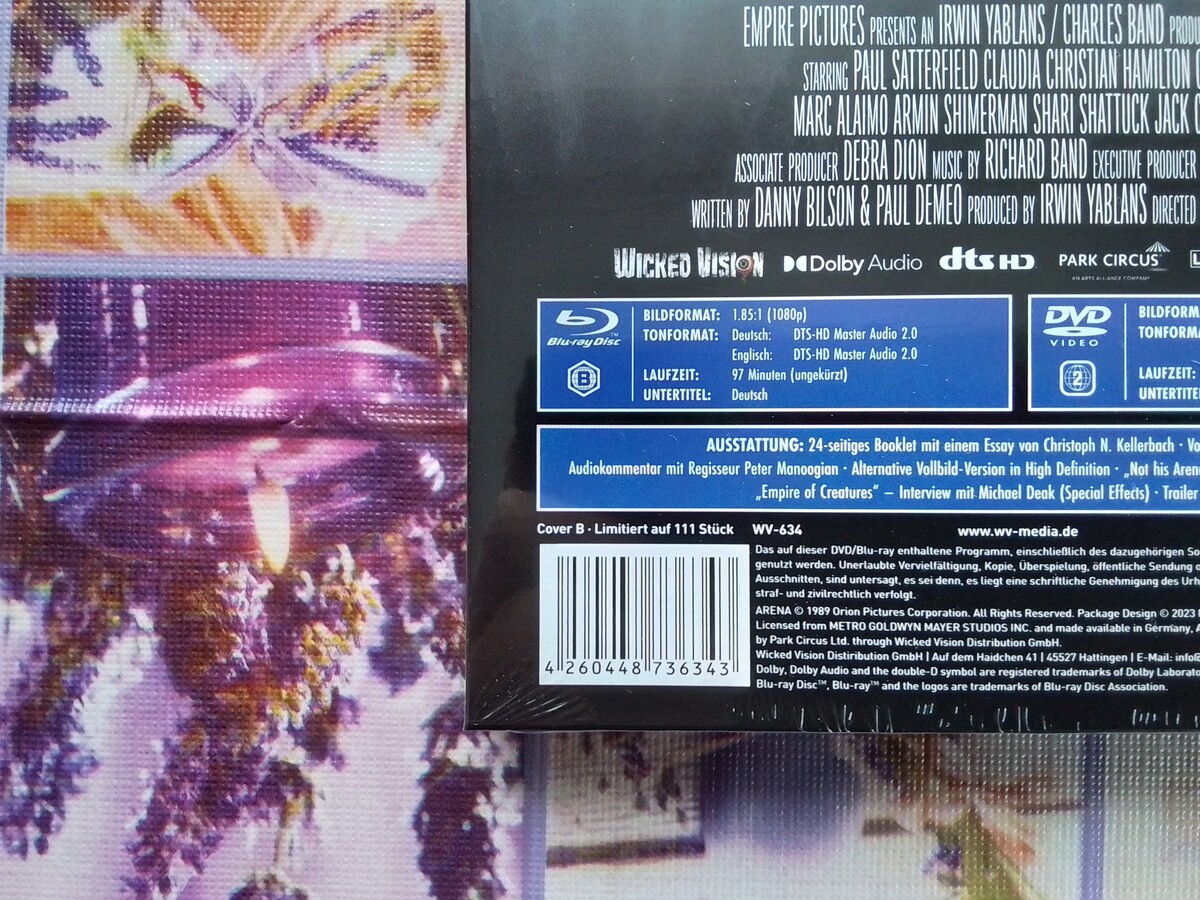 EMPIRE PICTURES PRESENTS AN IRWIN YABLANS / CHARLES BAND
STARRING PAUL SATTERFIELD CLAUDIA CHRISTIAN HAMILTON
MARC ALAIMO ARMIN SHIMERMAN SHARI SHATTUCK JACK
ASSOCIATE PRODUCER DEBRA DION MUSIC BY RICHARD BAND EXECUTIVE PRODUCER
WRITTEN BY DANNY BILSON & PAUL DEMEO PRODUCED BY IRWIN YABLANS DIRECTED
WICKED VISION Dolby Audio dts HD PARK CIRCUS
AN ARTS ALLIANCE COMPANY
Blu-ray Disc™
B
BILDFORMAT: 1.85:1 (1080p)
TONFORMAT: Deutsch: DTS-HD Master Audio 2.0
Englisch: DTS-HD Master Audio 2.0
LAUFZEIT: 97 Minuten (ungekürzt)
UNTERTITEL: Deutsch
DVD
VIDEO
2
LAUFZEIT:
AUSSTATTUNG: 24-seitiges Booklet mit einem Essay von Christoph N. Kellerbach ·
Audiokommentar mit Regisseur Peter Manoogian · Alternative Vollbild-Version in High Definition · „Not his
„Empire of Creatures“ – Interview mit Michael Deak (Special Effects) · Trailer
Cover B · Limitiert auf 111 Stück WV-634 www.wv-media.de
4 260448 736343
Das auf dieser DVD/Blu-ray enthaltene Programm, einschließlich des dazugehörigen
genutzt werden. Unerlaubte Vervielfältigung, Kopie, Überspielung, öffentliche Sendung
Ausschnitten, sind untersagt, es sei denn, es liegt eine schriftliche Genehmigung des
straf- und zivilrechtlich verfolgt.
ARENA © 1989 Orion Pictures Corporation. All Rights Reserved. Package Design © 2023
Licensed from METRO GOLDWYN MAYER STUDIOS INC. and made available in Germany,
by Park Circus Ltd. through Wicked Vision Distribution GmbH.
Wicked Vision Distribution GmbH | Auf dem Haidchen 41 | 45527 Hattingen | E-Mail:
Dolby, Dolby Audio and the double-D symbol are registered trademarks of Dolby
Blu-ray Disc™, Blu-ray™ and the logos are trademarks of Blu-ray Disc Association.